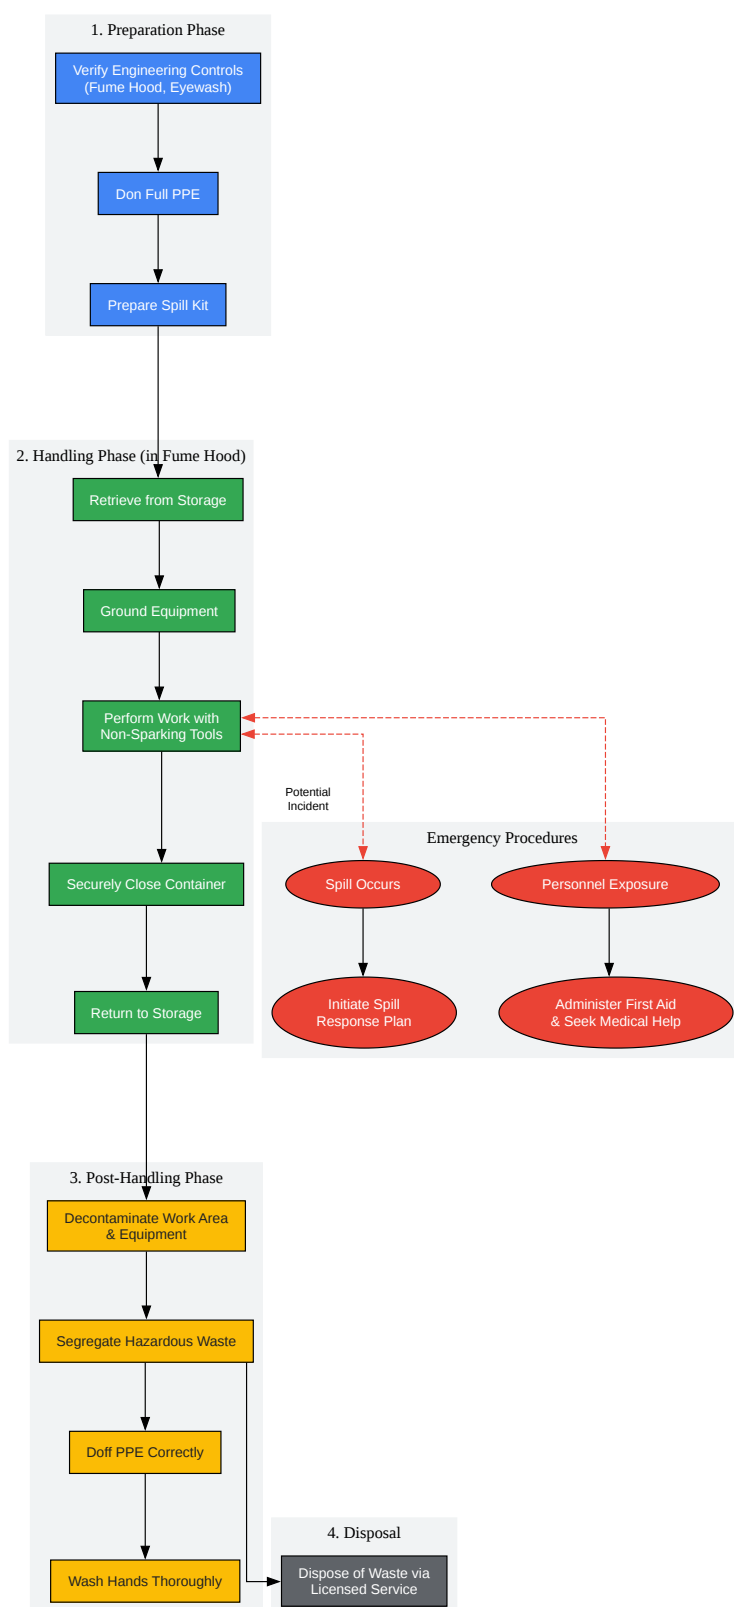 1. Preparation Phase
Verify Engineering Controls
(Fume Hood, Eyewash)
Don Full PPE
Prepare Spill Kit
2. Handling Phase (in Fume Hood)
Retrieve from Storage
Ground Equipment
Perform Work with
Non-Sparking Tools
Potential
Incident
Securely Close Container
Return to Storage
Emergency Procedures
Spill Occurs
Personnel Exposure
Initiate Spill
Response Plan
Administer First Aid
& Seek Medical Help
3. Post-Handling Phase
Decontaminate Work Area
& Equipment
Segregate Hazardous Waste
Doff PPE Correctly
Wash Hands Thoroughly
4. Disposal
Dispose of Waste via
Licensed Service